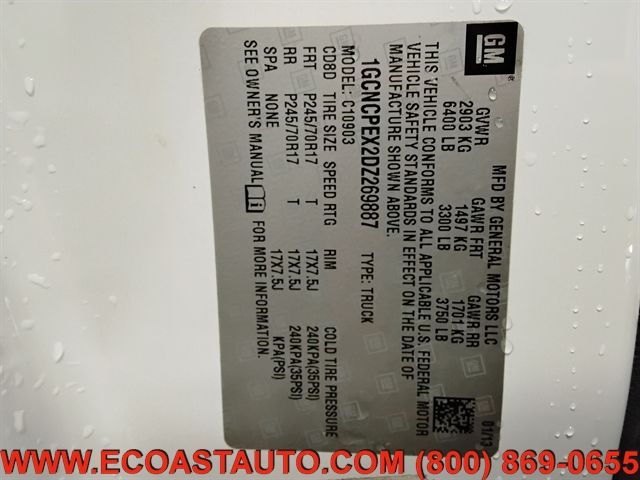 GM
®
MFD BY GENERAL MOTORS LLC
01/13
GVWR GAWR FRT GAWR RR
2903 KG 1497 KG 1701 KG
6400 LB 3300 LB 3750 LB
THIS VEHICLE CONFORMS TO ALL APPLICABLE U.S. FEDERAL MOTOR
VEHICLE SAFETY STANDARDS IN EFFECT ON THE DATE OF
MANUFACTURE SHOWN ABOVE.
1GCNCPEX2DZ269887 TYPE: TRUCK
MODEL: C10903
CD8D TIRE SIZE SPEED RTG RIM COLD TIRE PRESSURE
FRT P245/70R17 T 17X7.5J 240KPA(35PSI)
RR P245/70R17 T 17X7.5J 240KPA(35PSI)
SPA NONE KPA(PSI)
SEE OWNER'S MANUAL FOR MORE INFORMATION.
WWW.ECOASTAUTO.COM (800) 869-0655